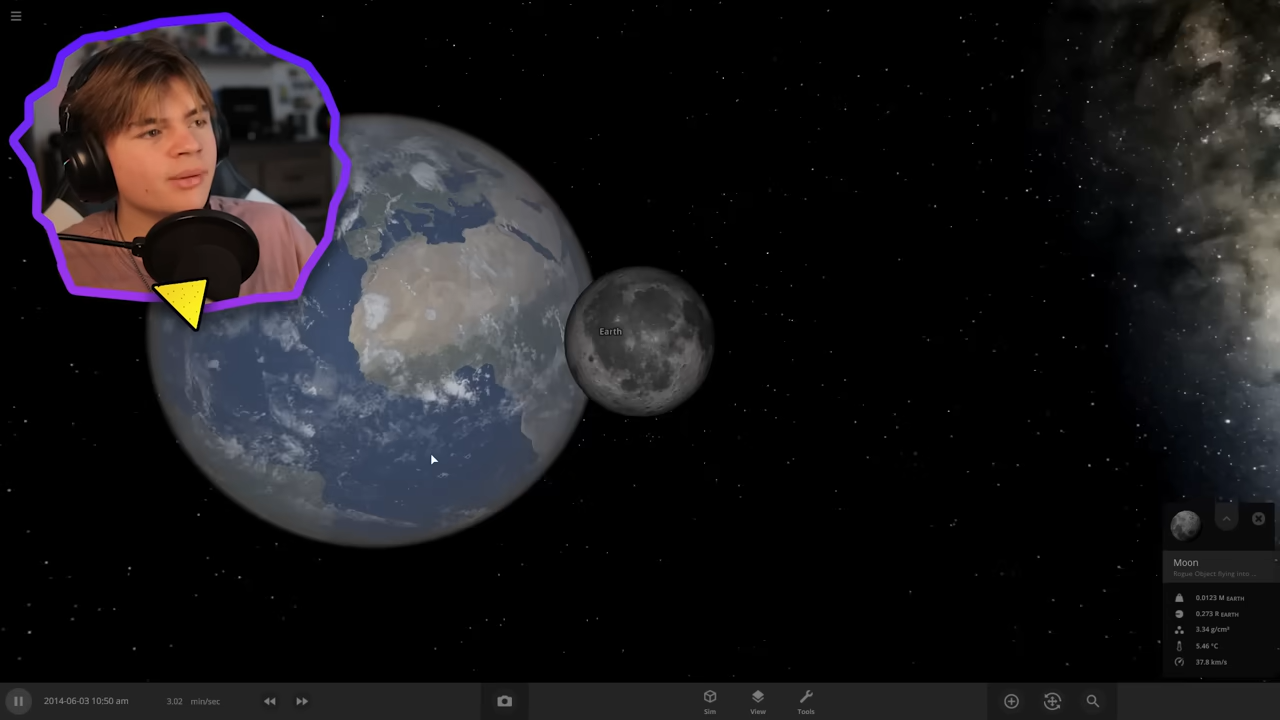 Earth
Moon
Rogue Object flying into ...
0.0123 M EARTH
0.273 R EARTH
3.34 g/cm³
5.46 °C
37.8 km/s
2014-06-03 10:50 am
3.02 min/sec
Sim
View
Tools